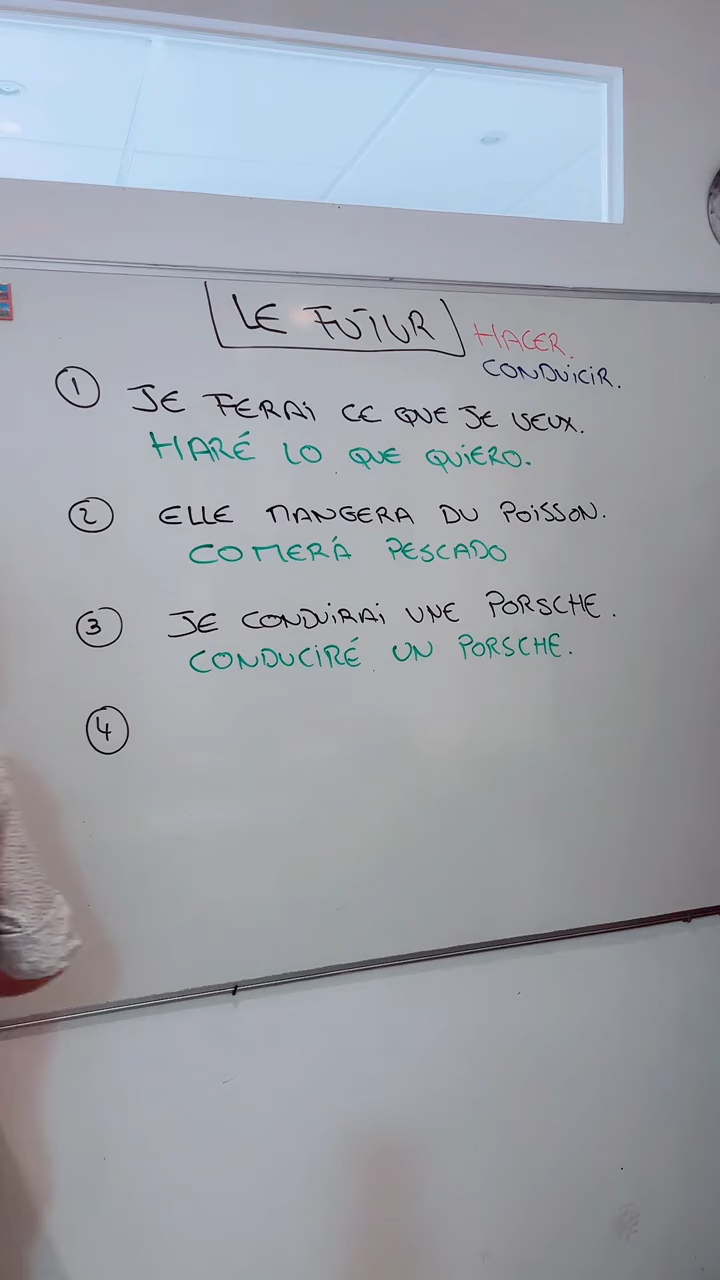 LE FUTUR
HACER.
CONDUICIR.
1 JE FERAI CE QUE JE VEUX.
HARÉ LO QUE QUIERO.
2 ELLE MANGERA DU POISSON.
COMERÁ PESCADO
3 JE CONDUIRAI UNE PORSCHE.
CONDUCIRÉ UN PORSCHE.
4